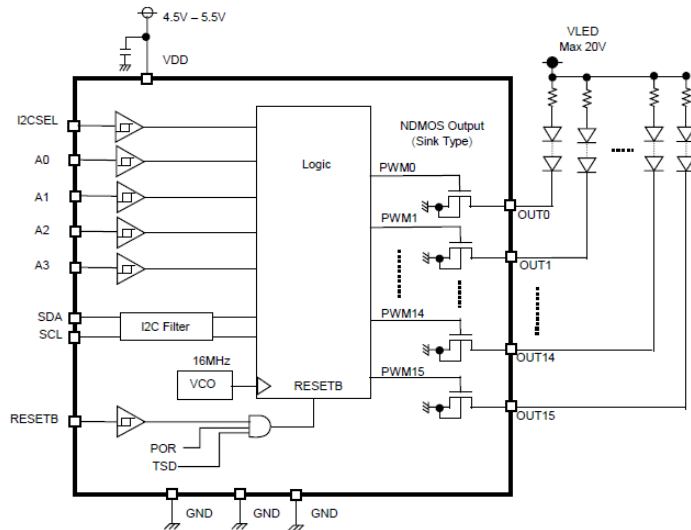 4.5V – 5.5V
VDD
VLED
Max 20V
I2CSEL
A0
A1
A2
A3
SDA
SCL
I2C Filter
16MHz
VCO
RESETB
POR
TSD
Logic
RESETB
NDMOS Output
(Sink Type)
PWM0
PWM1
PWM14
PWM15
OUT0
OUT1
OUT14
OUT15
GND
GND
GND